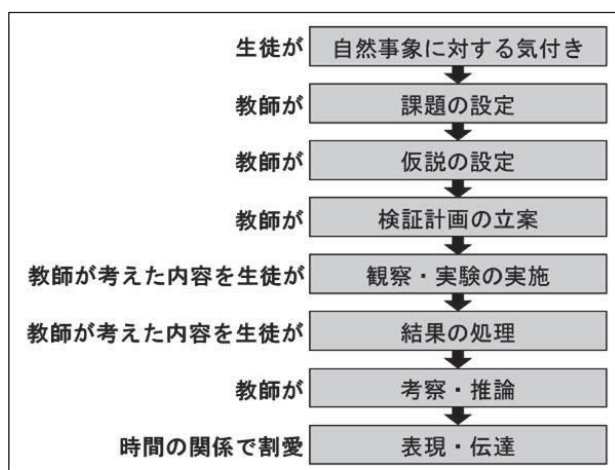 生徒が 自然事象に対する気付き
教師が 課題の設定
教師が 仮説の設定
教師が 検証計画の立案
教師が考えた内容を生徒が 観察・実験の実施
教師が考えた内容を生徒が 結果の処理
教師が 考察・推論
時間の関係で割愛 表現・伝達